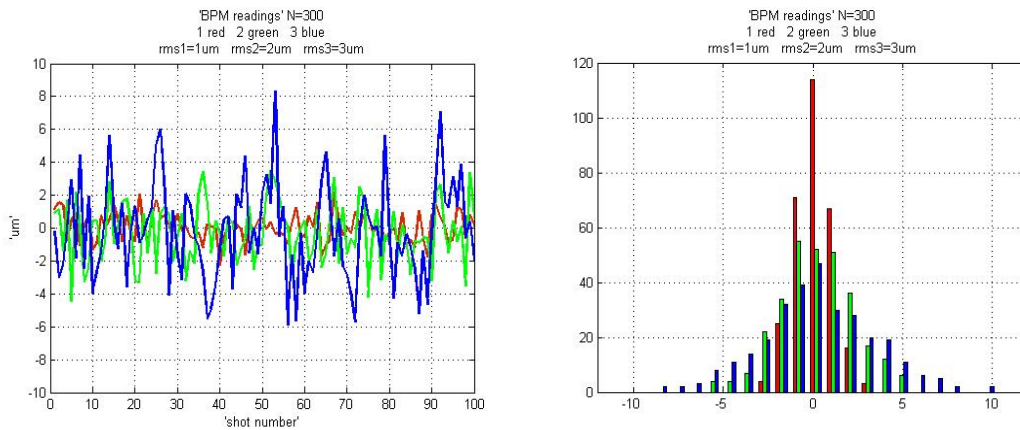 'BPM readings' N=300
1 red 2 green 3 blue
rms1=1um rms2=2um rms3=3um
10
8
6
4
2
0
-2
-4
-6
-8
-10
'um'
0 10 20 30 40 50 60 70 80 90 100
'shot number'
'BPM readings' N=300
1 red 2 green 3 blue
rms1=1um rms2=2um rms3=3um
120
100
80
60
40
20
0
-10 -5 0 5 10